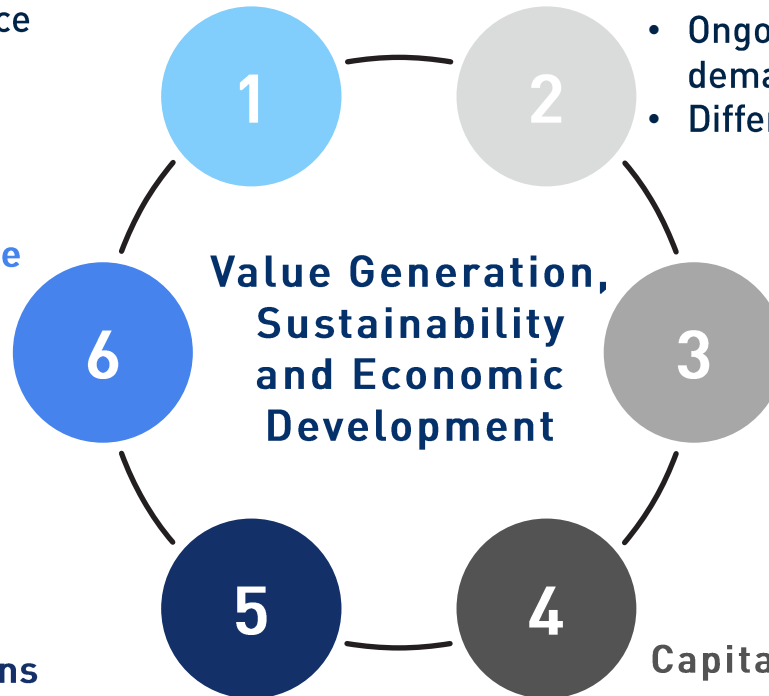 1
2
3
4
5
6
Value Generation,
Sustainability
and Economic
Development